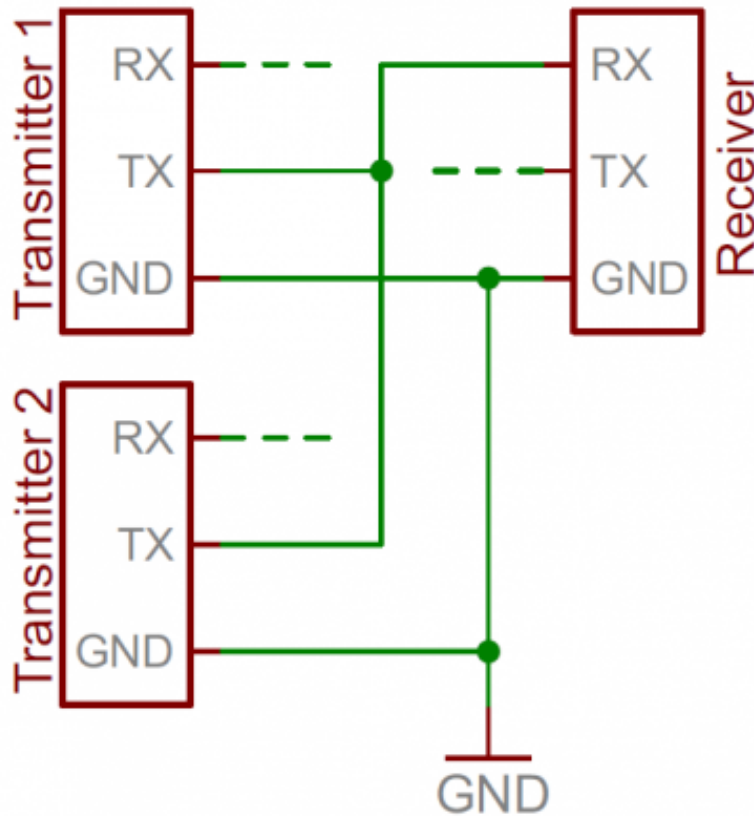 Transmitter 1
RX
TX
GND
RX
TX
GND
Receiver
Transmitter 2
RX
TX
GND
GND